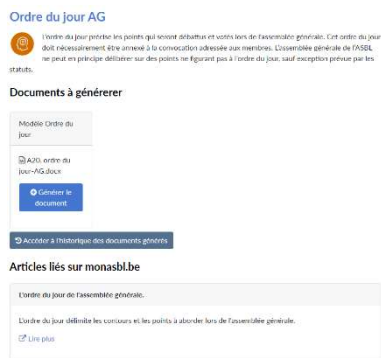 Ordre du jour AG
L'ordre du jour précise les points qui seront débattus et votés lors de l'assemblée générale. Cet ordre du jour
doit nécessairement être annexé à la convocation adressée aux membres. L'assemblée générale de l'ASBL
ne peut en principe délibérer sur des points ne figurant pas à l'ordre du jour, sauf exception prévue par les
statuts.
Documents à générerer
Modèle Ordre du
jour
A20. ordre du
jour-AG.docx
Générer le
document
Accéder à l'historique des documents générés
Articles liés sur monasbl.be
L'ordre du jour de l'assemblée générale.
L'ordre du jour délimite les contours et les points à aborder lors de l'assemblée générale.
Lire plus